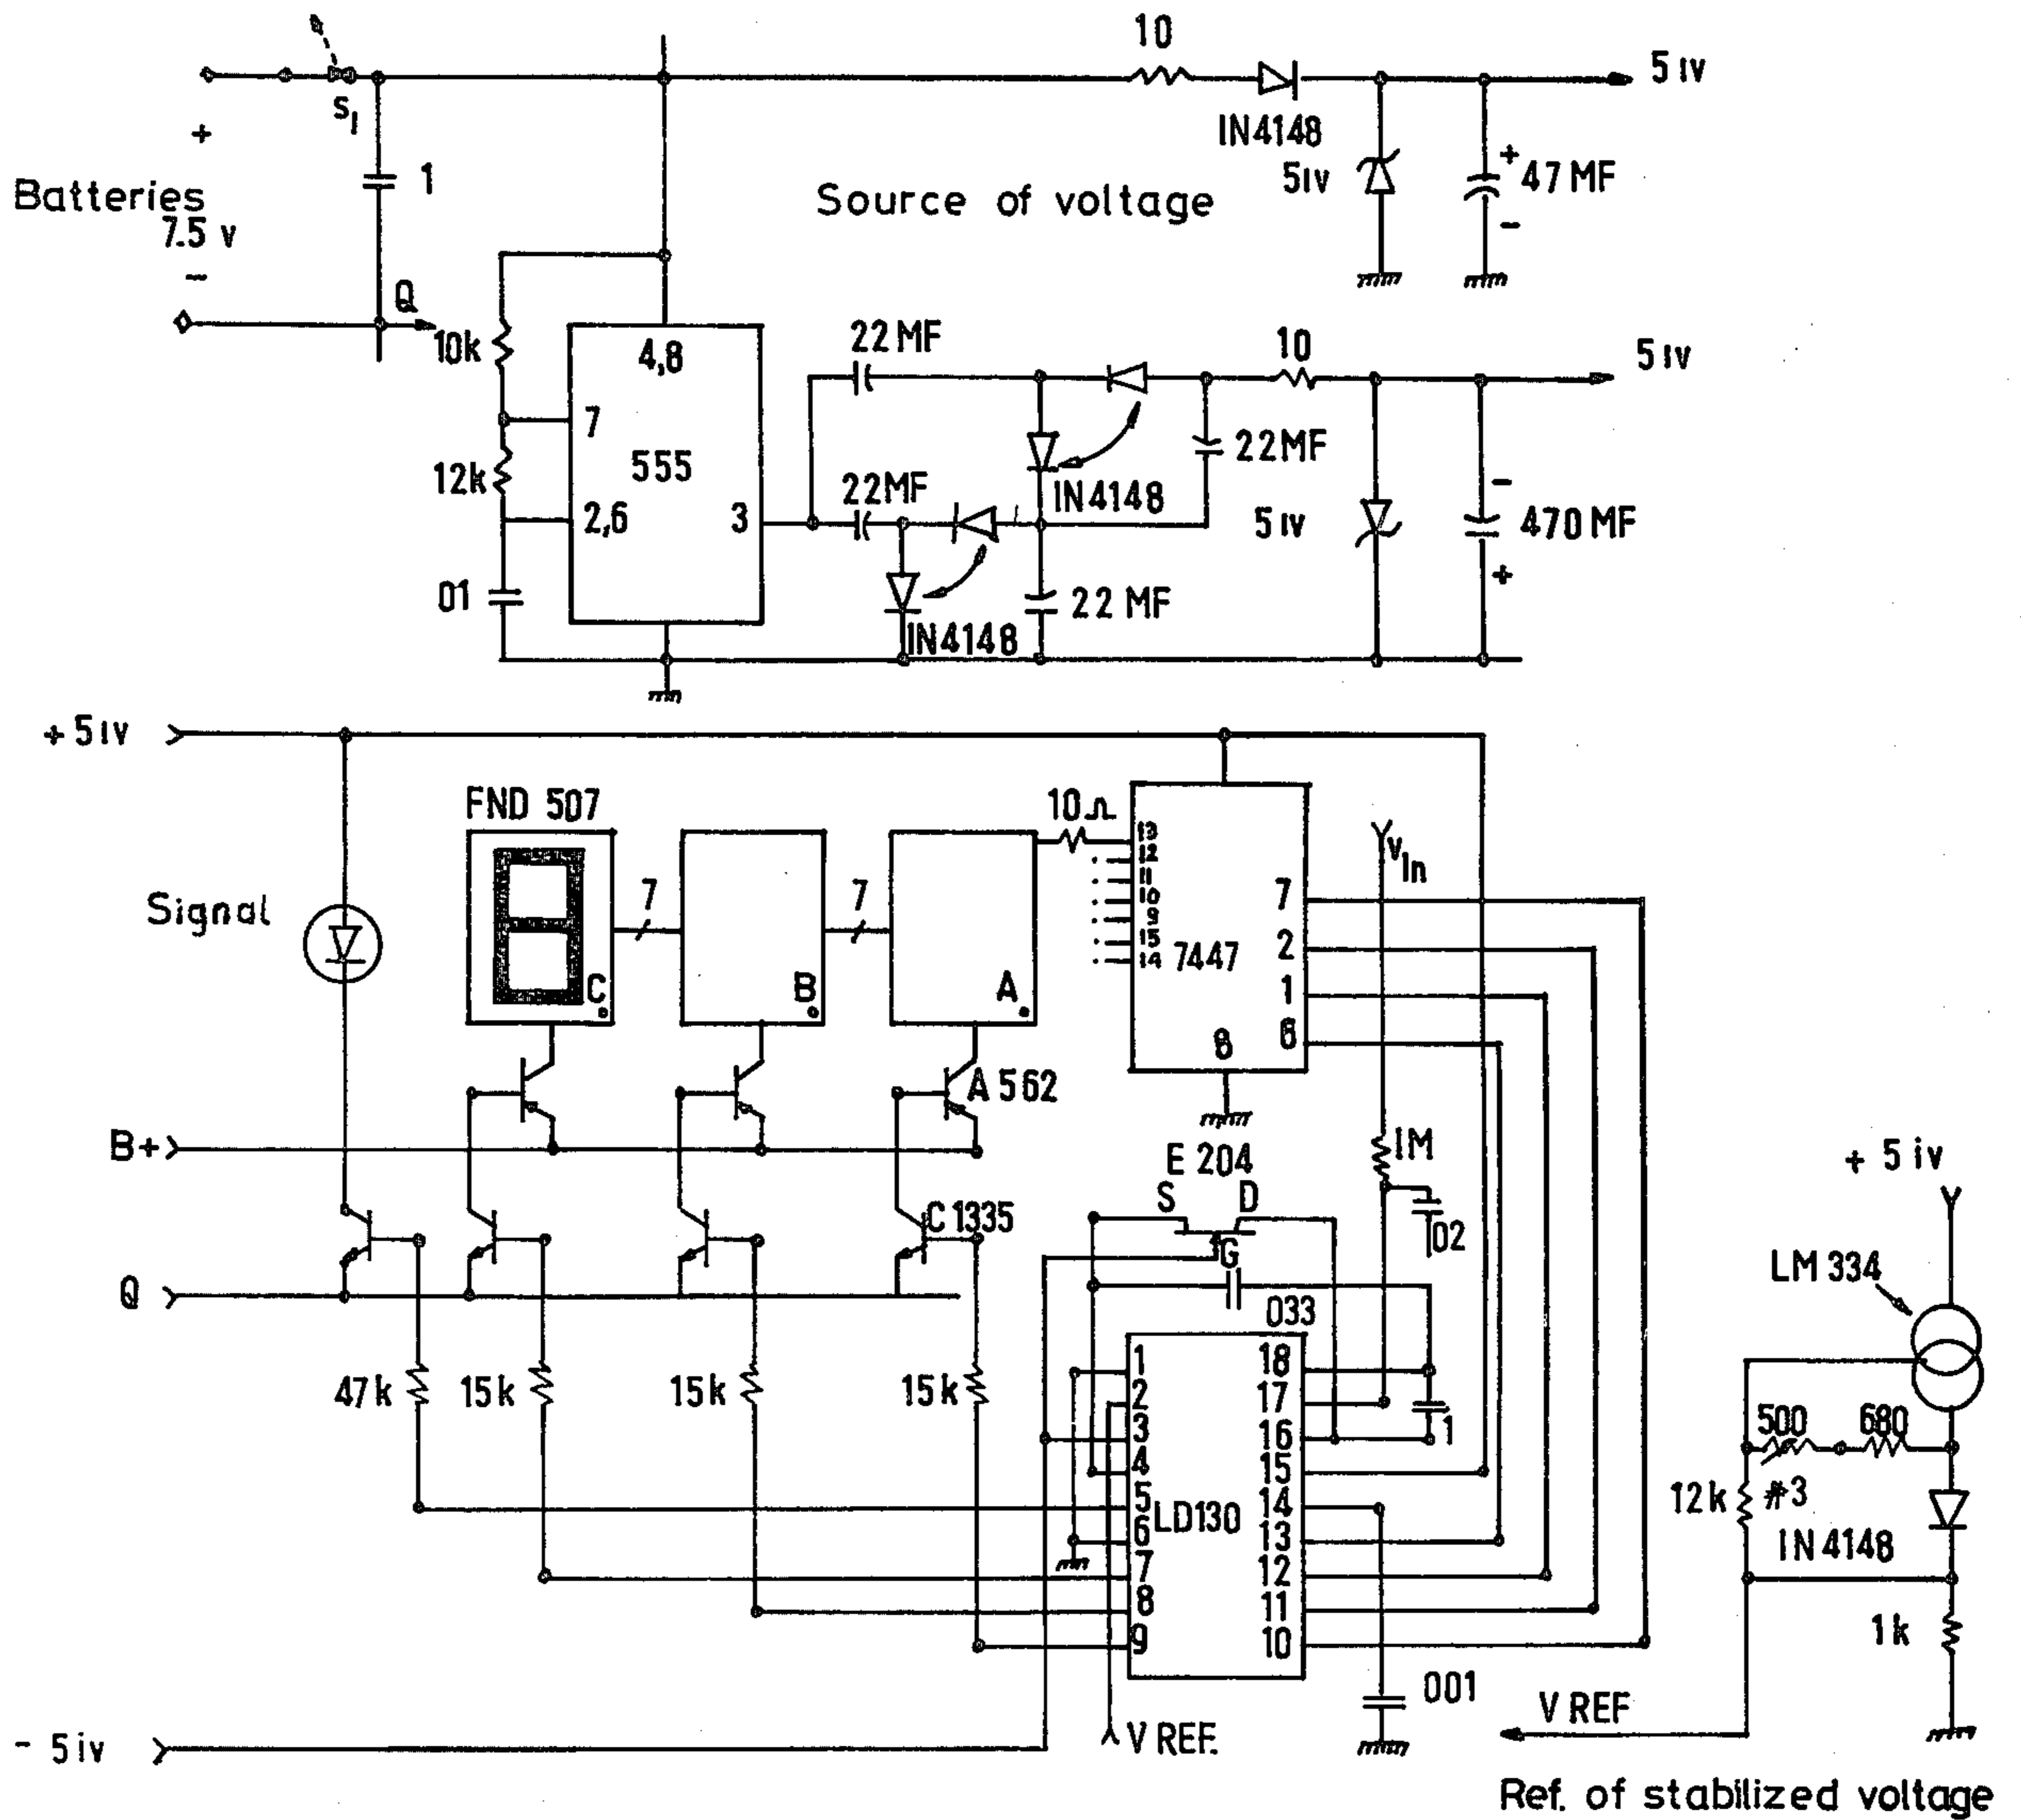 10
5 IV
S1
+
1
IN4148
Batteries
7.5 v
-
Source of voltage
5IV
+
47 MF
-
Q
10k
4,8
22 MF
10
5 IV
7
12k
555
22MF
22MF
IN4148
2,6
3
5 IV
-
470 MF
+
01
22 MF
IN4148
+ 5IV
FND 507
10Ω
13
12
11
10
9
15
14
7447
VIn
7
2
1
6
8
Signal
7
7
C
B
A
A 562
B+
1M
E 204
S
D
G
02
C1335
Q
033
+ 5 iv
LM 334
47k
15k
15k
15k
1
2
3
4
5
6
7
8
9
LD130
18
17
16
15
14
13
12
11
10
1
500
680
12k
#3
IN 4148
1k
001
V REF
- 5iv
V REF.
Ref. of stabilized voltage